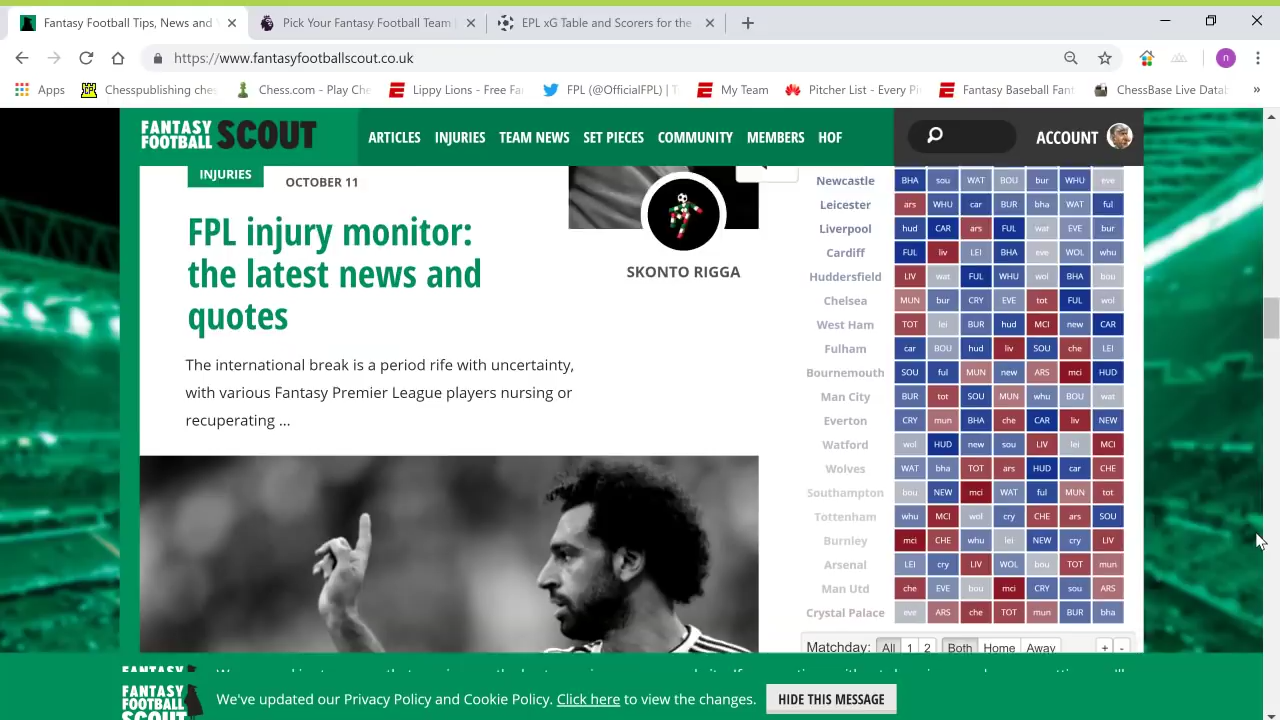 Fantasy Football Tips, News and
Pick Your Fantasy Football Team
EPL xG Table and Scorers for the
https://www.fantasyfootballscout.co.uk
n
Apps
Chesspublishing ches
Chess.com - Play Che
Lippy Lions - Free Fa
FPL (@OfficialFPL) | T
My Team
Pitcher List - Every Pi
Fantasy Baseball Fant
ChessBase Live Datab
»
FANTASY FOOTBALL SCOUT
ARTICLES INJURIES TEAM NEWS SET PIECES COMMUNITY MEMBERS HOF
ACCOUNT
INJURIES
OCTOBER 11
FPL injury monitor:
the latest news and
quotes
SKONTO RIGGA
The international break is a period rife with uncertainty,
with various Fantasy Premier League players nursing or
recuperating ...
Newcastle BHA sou WAT BOU bur WHU eve
Leicester ars WHU car BUR bha WAT ful
Liverpool hud CAR ars FUL wat EVE bur
Cardiff FUL liv LEI BHA eve WOL whu
Huddersfield LIV wat FUL WHU wol BHA bou
Chelsea MUN bur CRY EVE tot FUL wol
West Ham TOT lei BUR hud MCI new CAR
Fulham car BOU hud liv SOU che LEI
Bournemouth SOU ful MUN new ARS mci HUD
Man City BUR tot SOU MUN whu BOU wat
Everton CRY mun BHA che CAR liv NEW
Watford wol HUD new sou LIV lei MCI
Wolves WAT bha TOT ars HUD car CHE
Southampton bou NEW mci WAT ful MUN tot
Tottenham whu MCI wol cry CHE ars SOU
Burnley mci CHE whu lei NEW cry LIV
Arsenal LEI cry LIV WOL bou TOT mun
Man Utd che EVE bou mci CRY sou ARS
Crystal Palace eve ARS che TOT mun BUR bha
Matchday: All 1 2 Both Home Away + -
FANTASY
FANTASY
FOOTBALL
SCOUT
We've updated our Privacy Policy and Cookie Policy. Click here to view the changes.
HIDE THIS MESSAGE